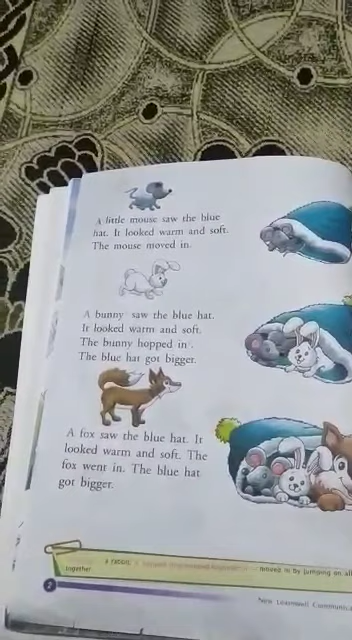 A little mouse saw the blue
hat. It looked warm and soft.
The mouse moved in.
A bunny saw the blue hat.
It looked warm and soft.
The bunny hopped in.
The blue hat got bigger.
A fox saw the blue hat. It
looked warm and soft. The
fox went in. The blue hat
got bigger.
a rabbit moved in by jumping on all
together
2
New Learnwell Communica